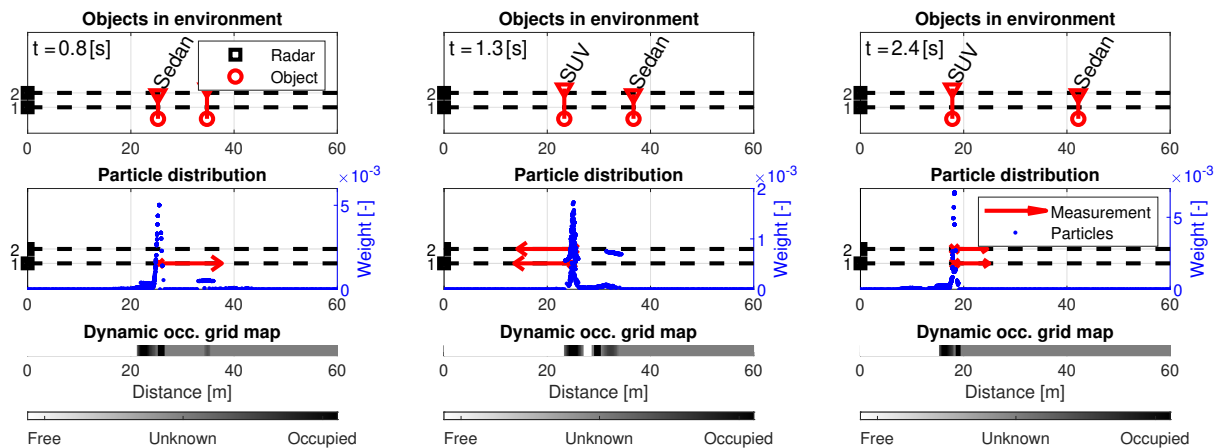 Objects in environment
t = 0.8 [s]
Sedan
Radar
Object
2
1
0 20 40 60
Particle distribution
×10⁻³
5
0
Weight [-]
2
1
0 20 40 60
Dynamic occ. grid map
0 20 40 60
Distance [m]
Free Unknown Occupied
Objects in environment
t = 1.3 [s]
SUV
Sedan
2
1
0 20 40 60
Particle distribution
×10⁻³
2
1
0
Weight [-]
2
1
0 20 40 60
Dynamic occ. grid map
0 20 40 60
Distance [m]
Free Unknown Occupied
Objects in environment
t = 2.4 [s]
SUV
Sedan
2
1
0 20 40 60
Particle distribution
×10⁻³
5
0
Weight [-]
Measurement
Particles
2
1
0 20 40 60
Dynamic occ. grid map
0 20 40 60
Distance [m]
Free Unknown Occupied